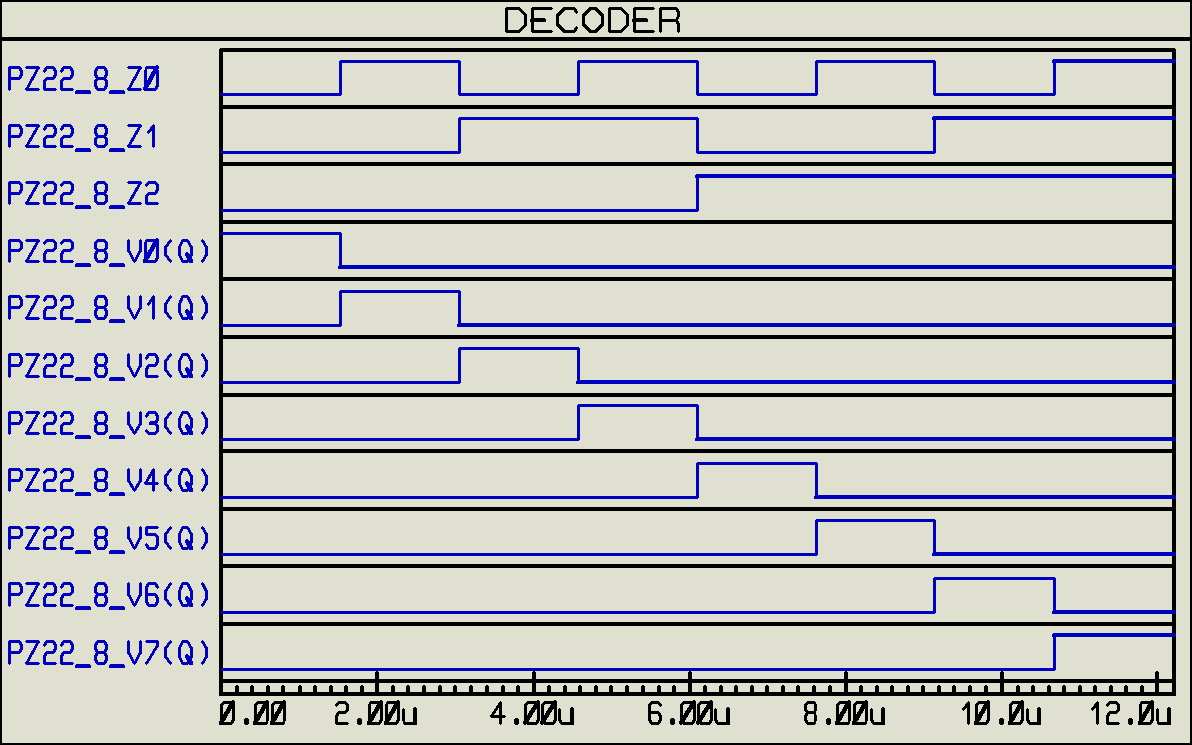 DECODER
PZ22_8_Z0
PZ22_8_Z1
PZ22_8_Z2
PZ22_8_V0(Q)
PZ22_8_V1(Q)
PZ22_8_V2(Q)
PZ22_8_V3(Q)
PZ22_8_V4(Q)
PZ22_8_V5(Q)
PZ22_8_V6(Q)
PZ22_8_V7(Q)
0.00 2.00u 4.00u 6.00u 8.00u 10.0u 12.0u